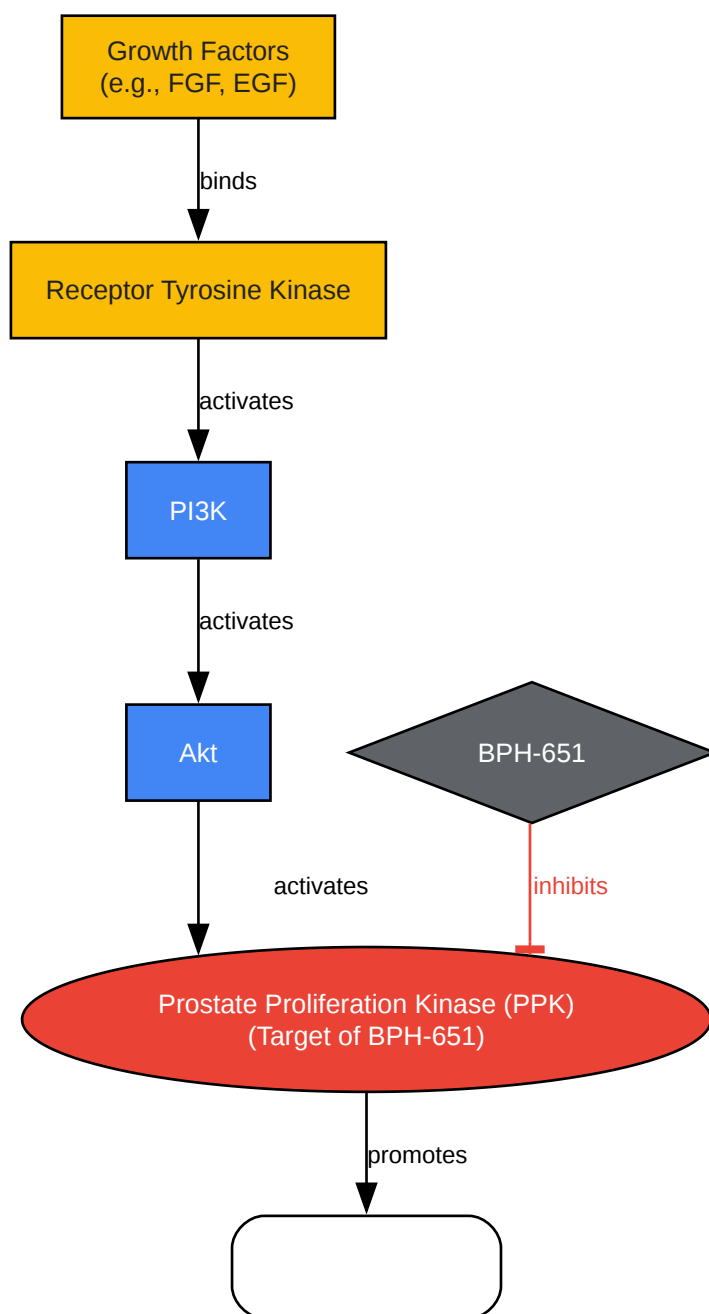 Growth Factors
(e.g., FGF, EGF)
binds
Receptor Tyrosine Kinase
activates
PI3K
activates
Akt
BPH-651
activates
inhibits
Prostate Proliferation Kinase (PPK)
(Target of BPH-651)
promotes